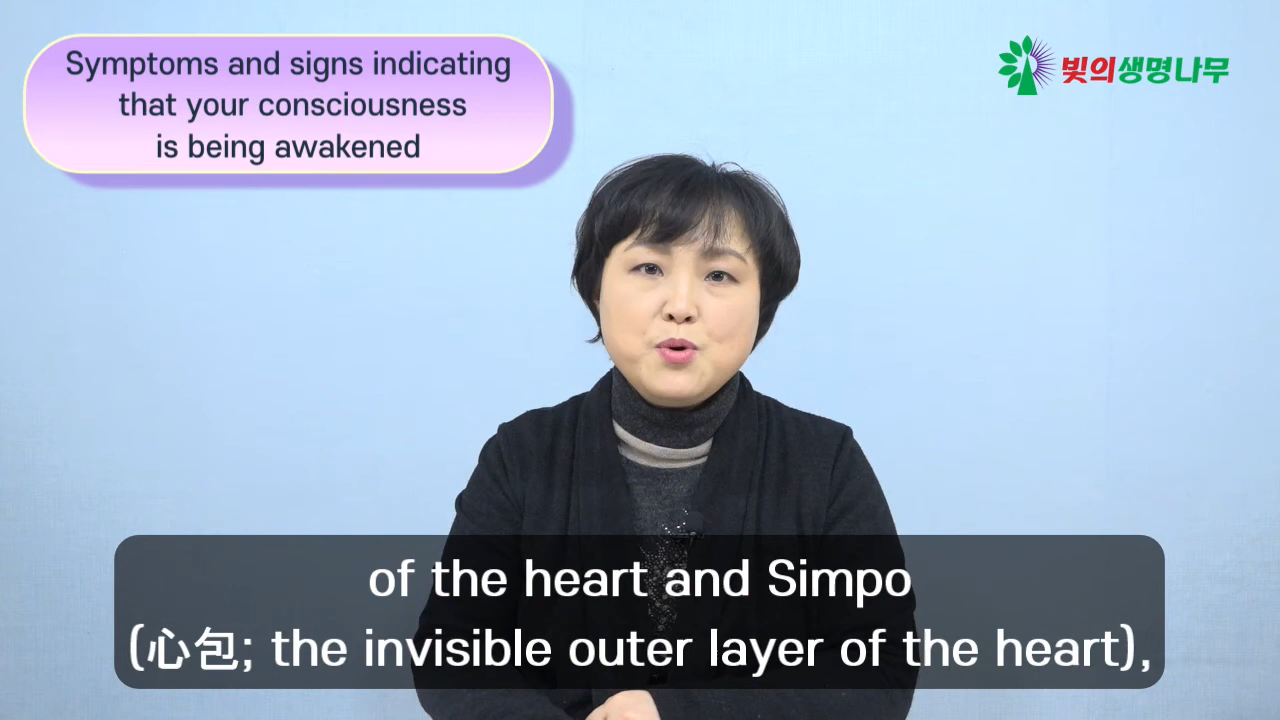 Symptoms and signs indicating
that your consciousness
is being awakened
빛의생명나무
of the heart and Simpo
(心包; the invisible outer layer of the heart),